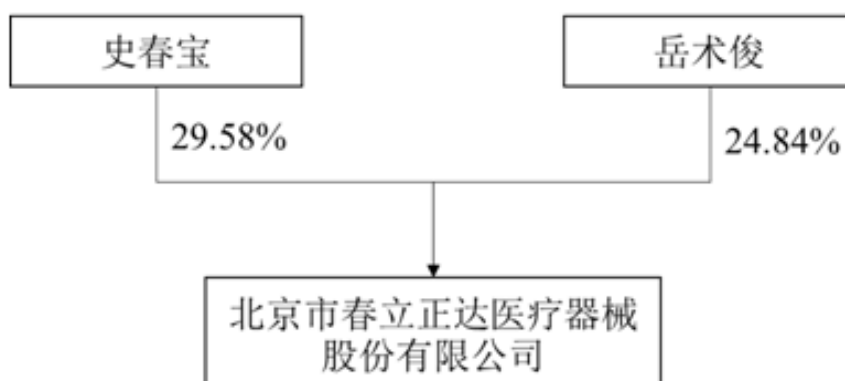 史春宝
岳术俊
29.58%
24.84%
北京市春立正达医疗器械
股份有限公司